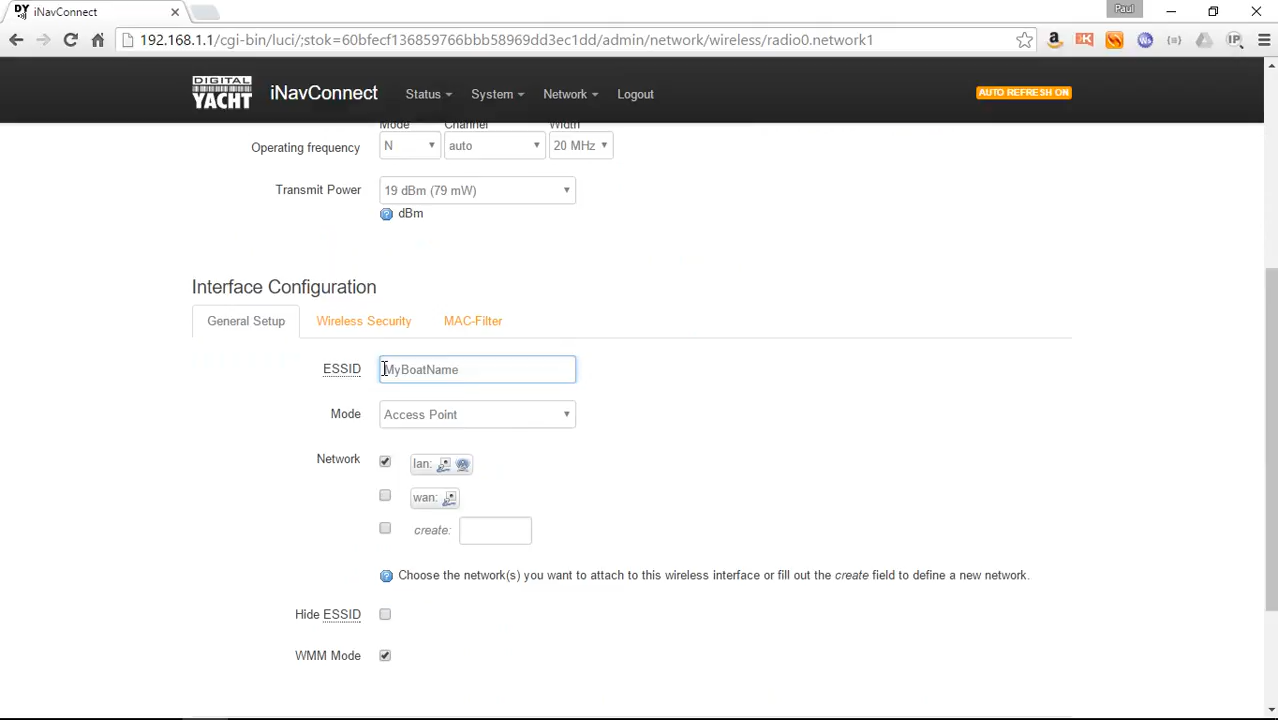 DY iNavConnect
Paul
192.168.1.1/cgi-bin/luci/;stok=60bfecf136859766bbb58969dd3ec1dd/admin/network/wireless/radio0.network1
DIGITAL
YACHT
iNavConnect
Status
System
Network
Logout
AUTO REFRESH ON
Mode Channel Width
Operating frequency N auto 20 MHz
Transmit Power 19 dBm (79 mW)
dBm
Interface Configuration
General Setup Wireless Security MAC-Filter
ESSID MyBoatName
Mode Access Point
Network lan:
wan:
create:
Choose the network(s) you want to attach to this wireless interface or fill out the create field to define a new network.
Hide ESSID
WMM Mode